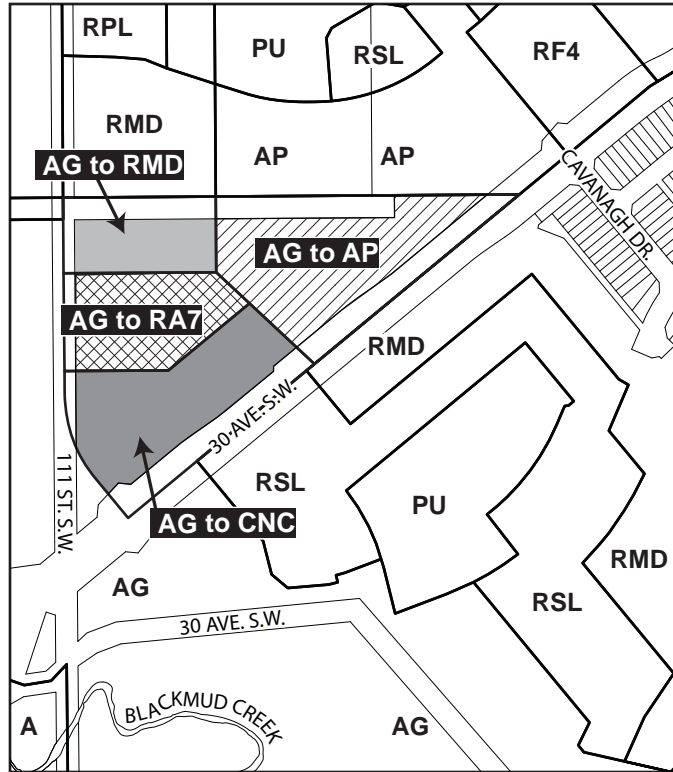 RPL
PU
RSL
RF4
RMD
AP
AP
AG to RMD
CAVANAGH DR.
AG to AP
AG to RA7
RMD
30 AVE. S.W.
111 ST. S.W.
RSL
PU
AG to CNC
RMD
AG
RSL
30 AVE. S.W.
BLACKMUD CREEK
A
AG